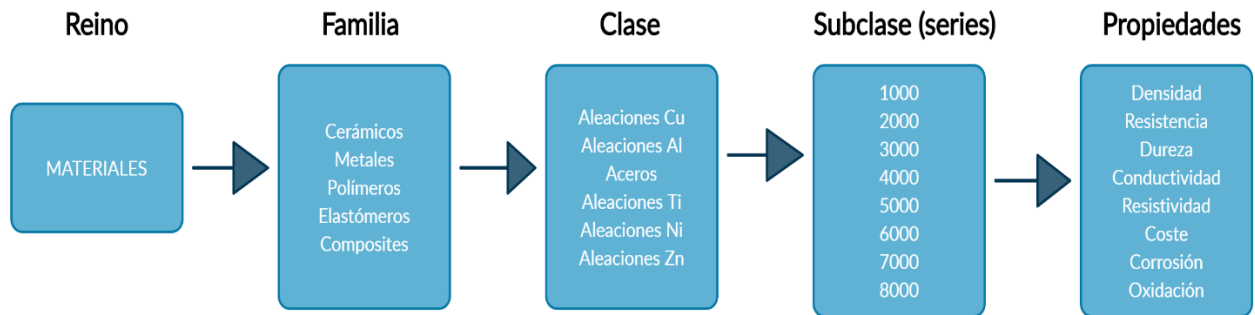 Reino
MATERIALES
Familia
Cerámicos
Metales
Polímeros
Elastómeros
Composites
Clase
Aleaciones Cu
Aleaciones Al
Aceros
Aleaciones Ti
Aleaciones Ni
Aleaciones Zn
Subclase (series)
1000
2000
3000
4000
5000
6000
7000
8000
Propiedades
Densidad
Resistencia
Dureza
Conductividad
Resistividad
Coste
Corrosión
Oxidación